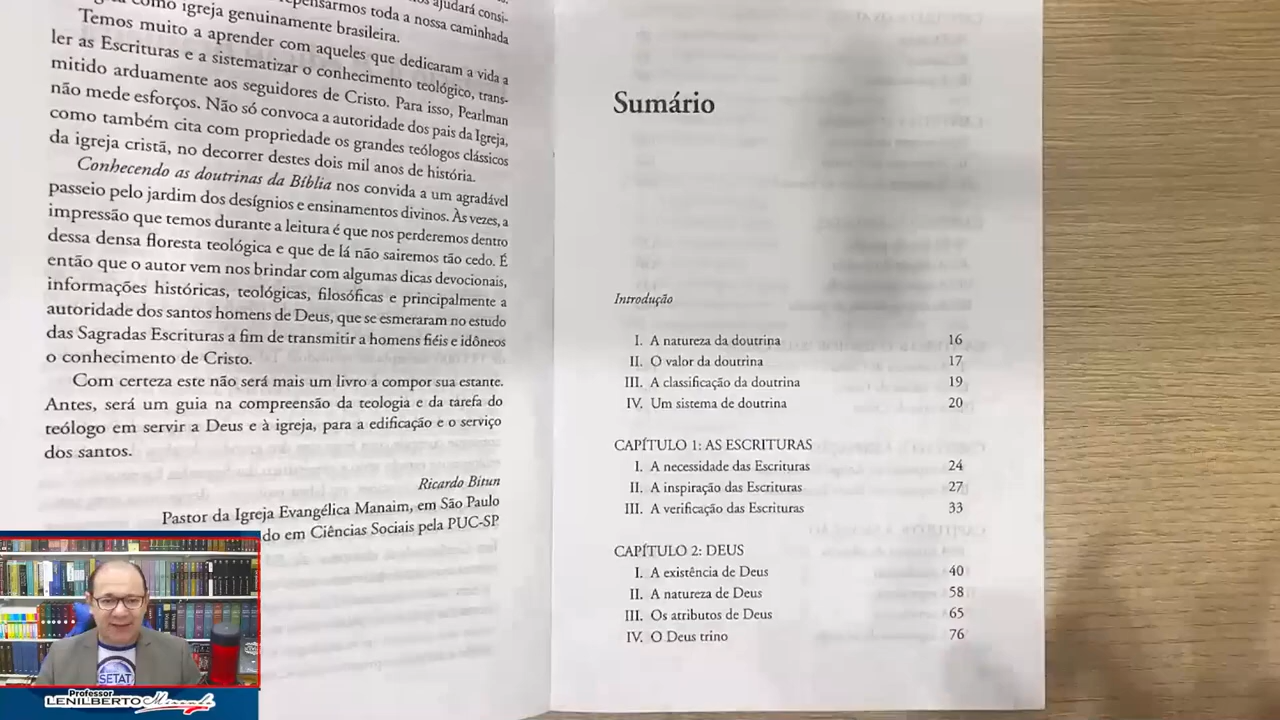 ajudará consi-
repensarmos toda a nossa caminhada
como igreja genuinamente brasileira.
Temos muito a aprender com aqueles que dedicaram a vida a
ler as Escrituras e a sistematizar o conhecimento teológico, trans-
mitido arduamente aos seguidores de Cristo. Para isso, Pearlman
não mede esforços. Não só convoca a autoridade dos pais da Igreja,
como também cita com propriedade os grandes teólogos clássicos
da igreja cristã, no decorrer destes dois mil anos de história.
Conhecendo as doutrinas da Bíblia nos convida a um agradável
passeio pelo jardim dos desígnios e ensinamentos divinos. Às vezes, a
impressão que temos durante a leitura é que nos perderemos dentro
dessa densa floresta teológica e que de lá não sairemos tão cedo. É
então que o autor vem nos brindar com algumas dicas devocionais,
informações históricas, teológicas, filosóficas e principalmente a
autoridade dos santos homens de Deus, que se esmeraram no estudo
das Sagradas Escrituras a fim de transmitir a homens fiéis e idôneos
o conhecimento de Cristo.
Com certeza este não será mais um livro a compor sua estante.
Antes, será um guia na compreensão da teologia e da tarefa do
teólogo em servir a Deus e à igreja, para a edificação e o serviço
dos santos.
Ricardo Bitun
Pastor da Igreja Evangélica Manaim, em São Paulo
do em Ciências Sociais pela PUC-SP
Sumário
Introdução
I. A natureza da doutrina 16
II. O valor da doutrina 17
III. A classificação da doutrina 19
IV. Um sistema de doutrina 20
CAPÍTULO 1: AS ESCRITURAS
I. A necessidade das Escrituras 24
II. A inspiração das Escrituras 27
III. A verificação das Escrituras 33
CAPÍTULO 2: DEUS
I. A existência de Deus 40
II. A natureza de Deus 58
III. Os atributos de Deus 65
IV. O Deus trino 76
SETAT
Professor
LENILBERTO Miranda